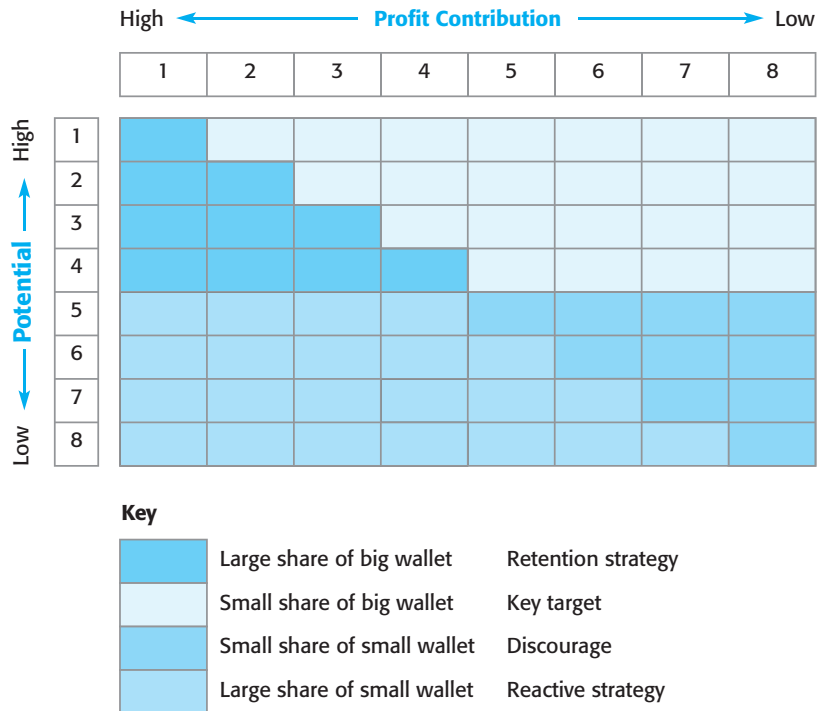 High Profit Contribution Low
1 2 3 4 5 6 7 8
High Potential Low
1
2
3
4
5
6
7
8
Key
Large share of big wallet Retention strategy
Small share of big wallet Key target
Small share of small wallet Discourage
Large share of small wallet Reactive strategy